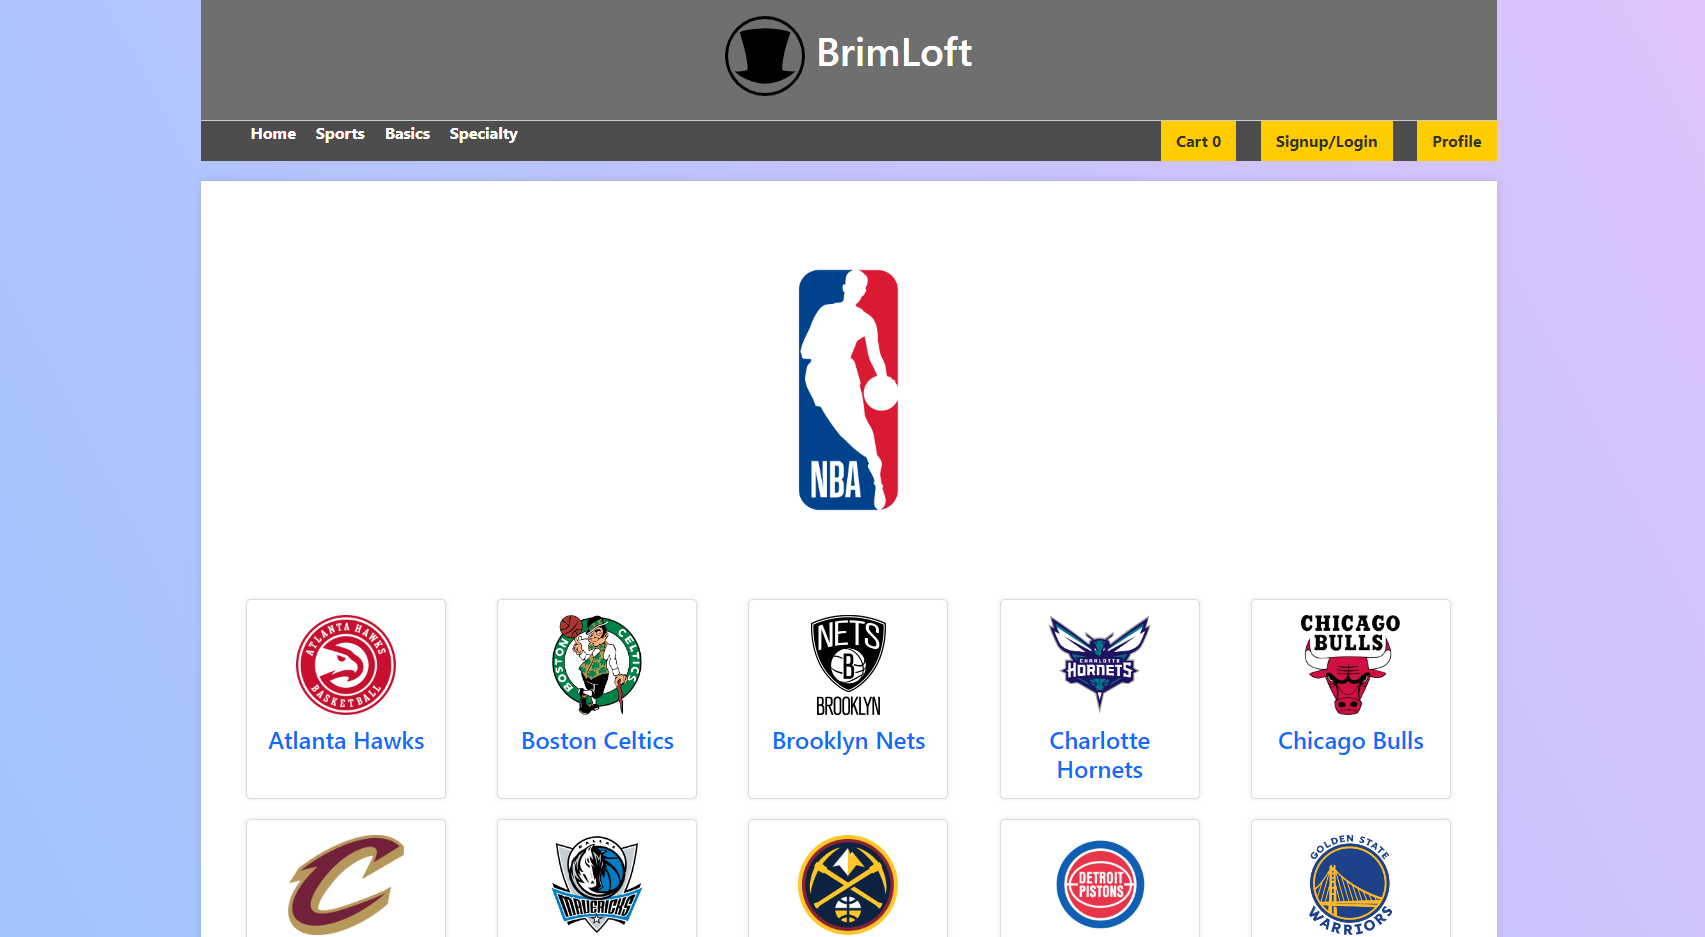 BrimLoft
Home Sports Basics Specialty Cart 0 Signup/Login Profile
NBA
ATLANTA HAWKS
BASKETBALL
BOSTON CELTICS
NETS
B
BROOKLYN
CHARLOTTE
HORNETS
CHICAGO
BULLS
Atlanta Hawks
Boston Celtics
Brooklyn Nets
Charlotte
Hornets
Chicago Bulls
C
DALLAS
MAVERICKS
DETROIT
PISTONS
GOLDEN STATE
WARRIORS